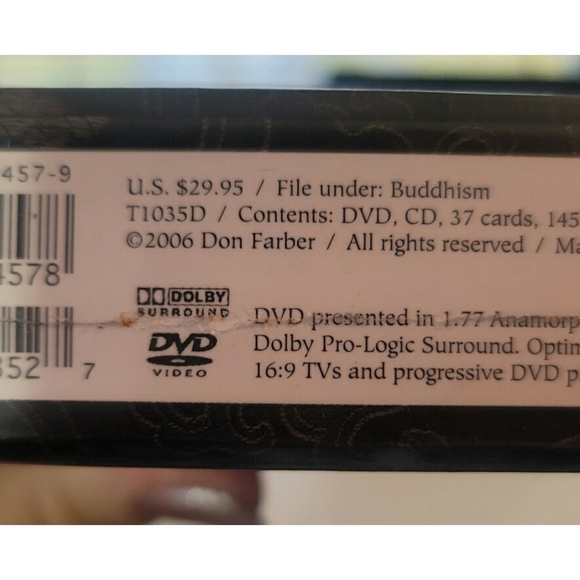 457-9
U.S. $29.95 / File under: Buddhism
T1035D / Contents: DVD, CD, 37 cards, 145
©2006 Don Farber / All rights reserved / Ma
4578
DOLBY
SURROUND
DVD
VIDEO
DVD presented in 1.77 Anamorp
Dolby Pro-Logic Surround. Optim
16:9 TVs and progressive DVD p
352 7